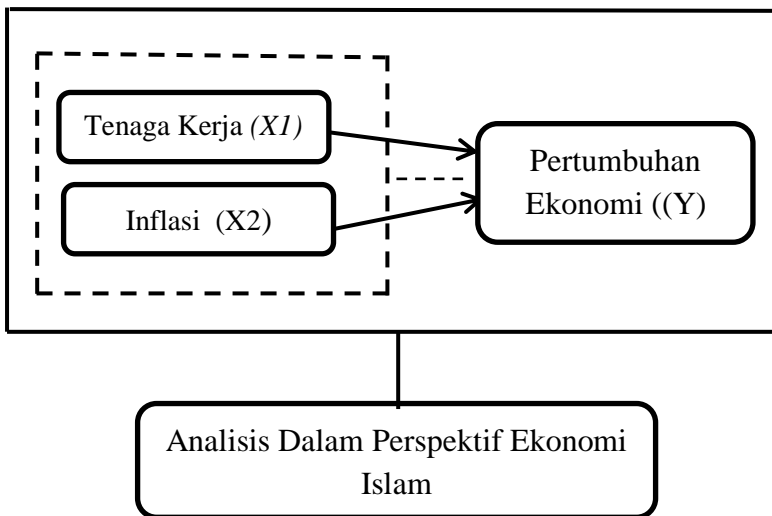 Tenaga Kerja (X1)
Inflasi (X2)
Pertumbuhan
Ekonomi ((Y)
Analisis Dalam Perspektif Ekonomi
Islam